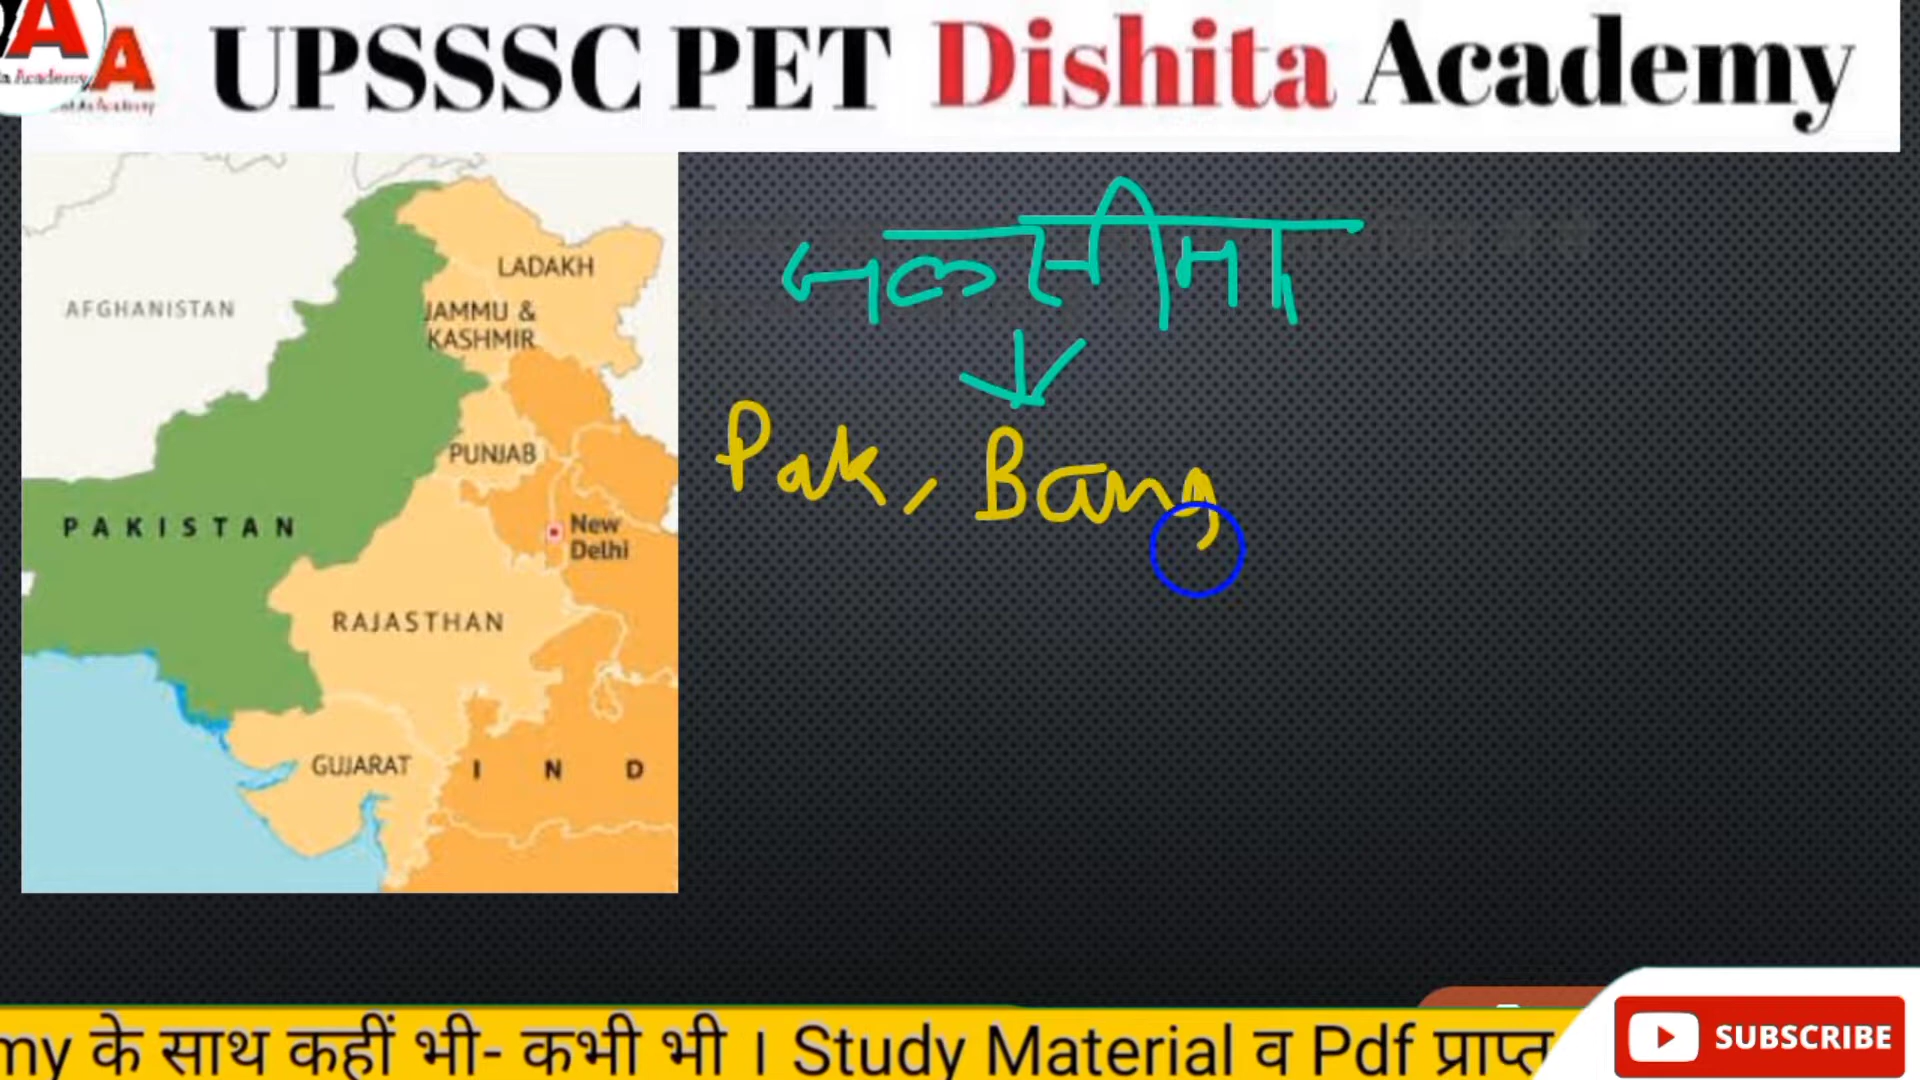 UPSSSC PET Dishita Academy
LADAKH
AFGHANISTAN
JAMMU &
KASHMIR
जलसीमा
Pak, Bang
PUNJAB
PAKISTAN
New
Delhi
RAJASTHAN
GUJARAT
I N D
my के साथ कहीं भी- कभी भी । Study Material व Pdf प्राप्त
SUBSCRIBE